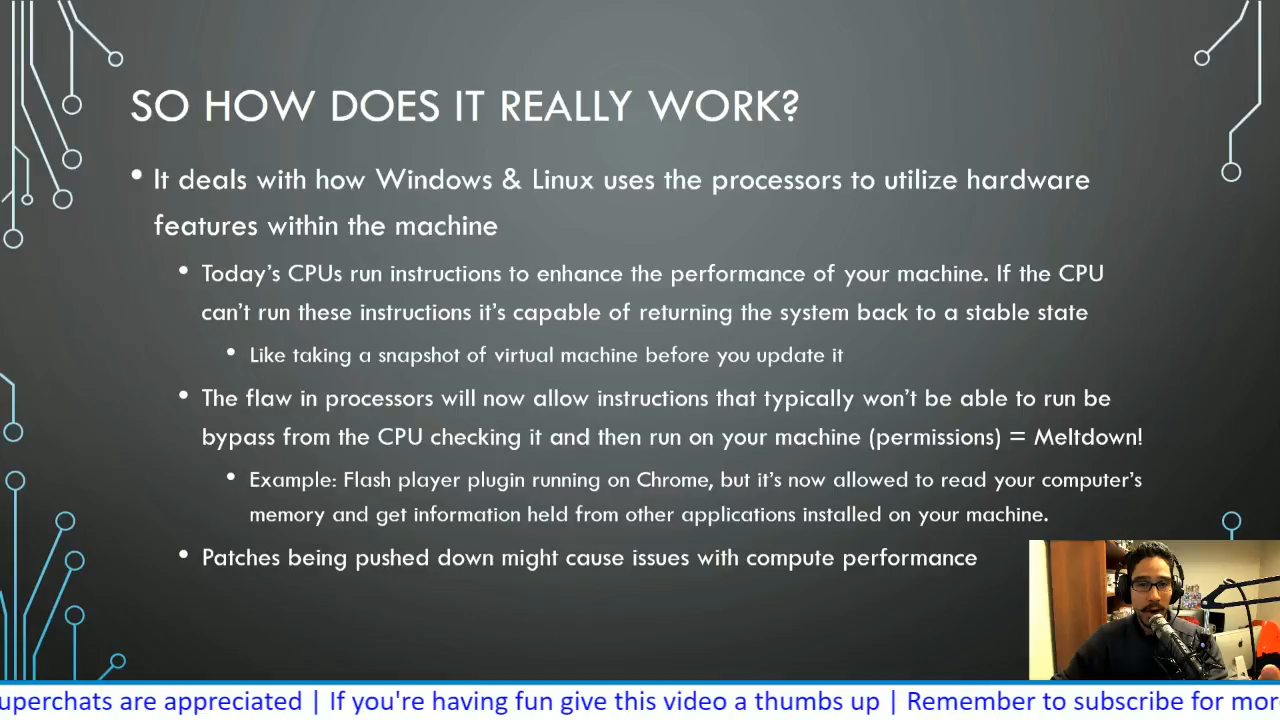 SO HOW DOES IT REALLY WORK?
• It deals with how Windows & Linux uses the processors to utilize hardware
features within the machine
• Today's CPUs run instructions to enhance the performance of your machine. If the CPU
can't run these instructions it's capable of returning the system back to a stable state
• Like taking a snapshot of virtual machine before you update it
• The flaw in processors will now allow instructions that typically won't be able to run be
bypass from the CPU checking it and then run on your machine (permissions) = Meltdown!
• Example: Flash player plugin running on Chrome, but it's now allowed to read your computer's
memory and get information held from other applications installed on your machine.
• Patches being pushed down might cause issues with compute performance
uperchats are appreciated | If you're having fun give this video a thumbs up | Remember to subscribe for mor